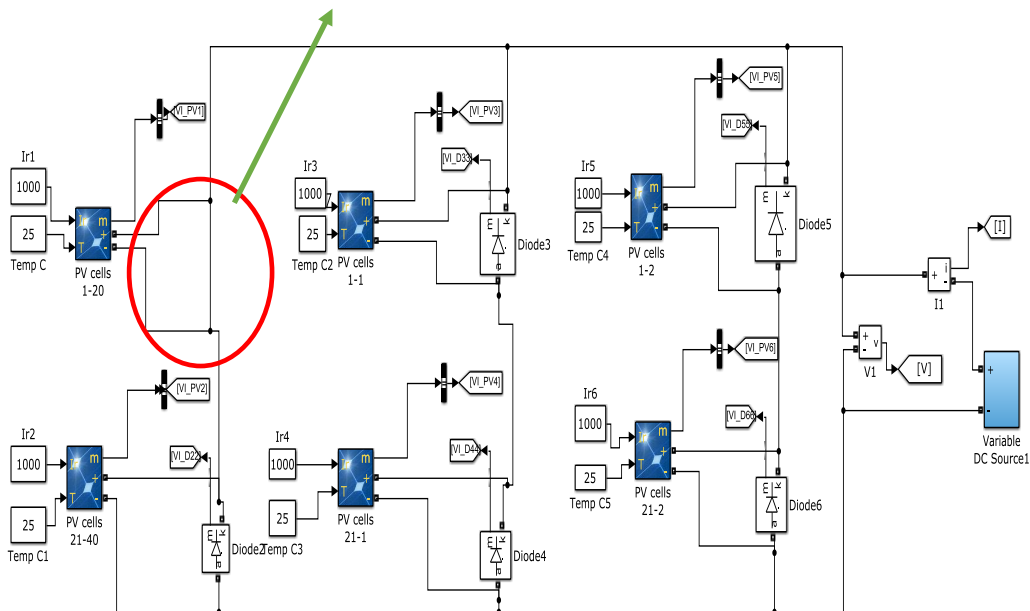 [VI_PV1]
Ir1
1000
25
Temp C
m
Ir
+
T
-
PV cells
1-20
[VI_PV3]
[VI_D33]
Ir3
1000
25
Temp C2
m
+
T
-
PV cells
1-1
m
k
a
Diode3
[VI_PV5]
[VI_D55]
Ir5
1000
25
Temp C4
m
+
T
-
PV cells
1-2
m
k
a
Diode5
[I]
+
i
-
I1
+
v
-
V1
[V]
+
-
Variable
DC Source1
[VI_PV2]
[VI_D22]
Ir2
1000
25
Temp C1
m
+
T
-
PV cells
21-40
m
k
a
Diode2
[VI_PV4]
[VI_D44]
Ir4
1000
25
Temp C3
m
+
T
-
PV cells
21-1
m
k
a
Diode4
[VI_PV6]
[VI_D66]
Ir6
1000
25
Temp C5
m
+
T
-
PV cells
21-2
m
k
a
Diode6